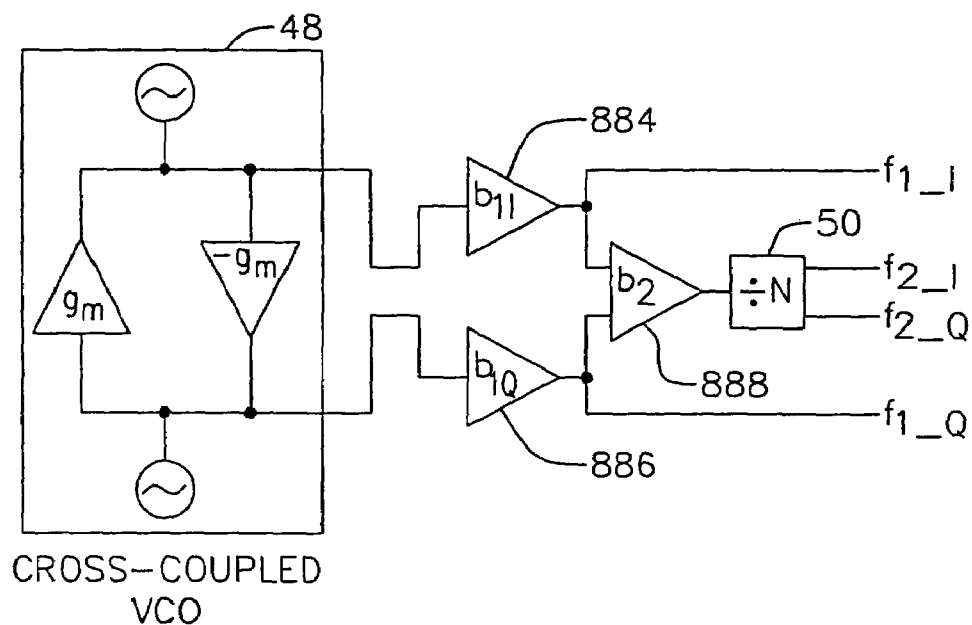 48
884
b1I
f1_I
50
-gm
gm
b2
÷N
f2_I
f2_Q
888
b1Q
f1_Q
886
CROSS-COUPLED
VCO